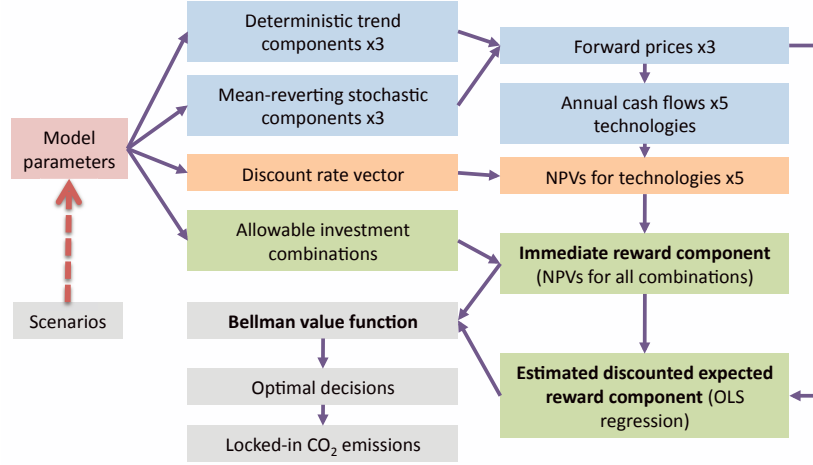 Deterministic trend
components x3
Forward prices x3
Mean-reverting stochastic
components x3
Annual cash flows x5
technologies
Model
parameters
Discount rate vector
NPVs for technologies x5
Allowable investment
combinations
Immediate reward component
(NPVs for all combinations)
Scenarios
Bellman value function
Optimal decisions
Estimated discounted expected
reward component (OLS
regression)
Locked-in CO₂ emissions